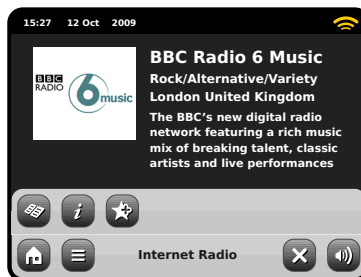 15:27 12 Oct 2009
BBC Radio 6 Music
Rock/Alternative/Variety
London United Kingdom
The BBC's new digital radio
network featuring a rich music
mix of breaking talent, classic
artists and live performances
BBC
RADIO 6 music
i
Internet Radio